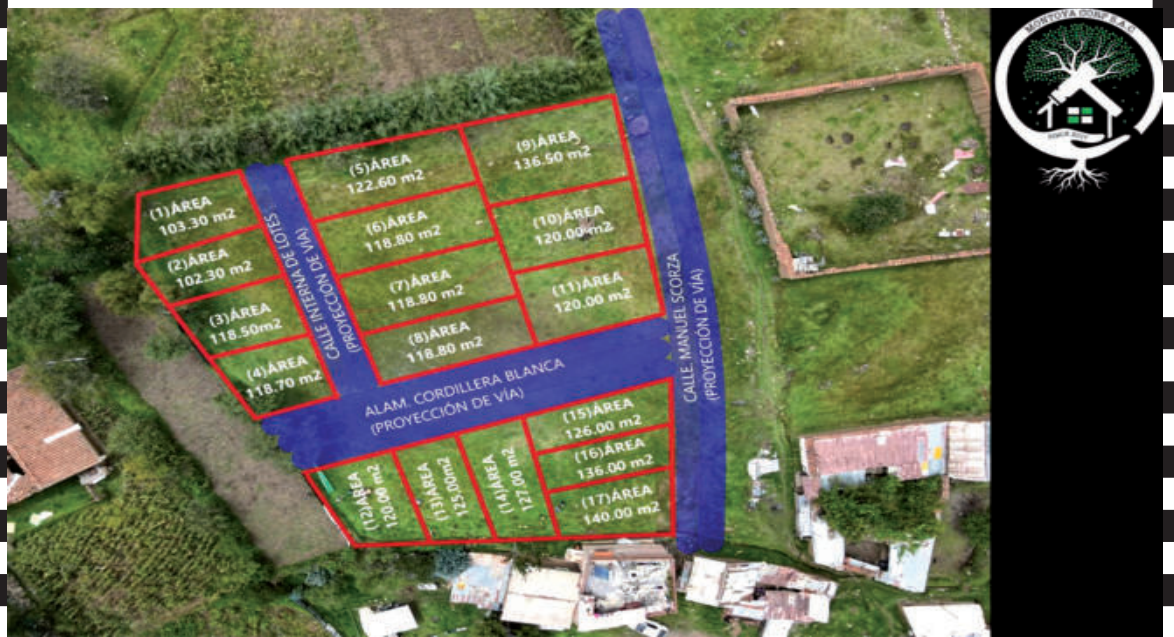 MONTOYA CORP S.A.C
(1)ÁREA
103.30 m2
(2)ÁREA
102.30 m2
(3)ÁREA
118.50m2
(4)ÁREA
118.70 m2
CALLE INTERNA DE LOTES
(PROYECCION DE VÍA)
(5)ÁREA
122.60 m2
(6)ÁREA
118.80 m2
(7)ÁREA
118.80 m2
(8)ÁREA
118.80 m2
(9)ÁREA
136.50 m2
(10)ÁREA
120.00 m2
(11)ÁREA
120.00 m2
CALLE. MANUEL SCORZA
(PROYECCIÓN DE VÍA)
ALAM. CORDILLERA BLANCA
(PROYECCIÓN DE VÍA)
(12)ÁREA
120.00 m2
(13)ÁREA
125.00m2
(14)ÁREA
127.00 m2
(15)ÁREA
126.00 m2
(16)ÁREA
136.00 m2
(17)ÁREA
140.00 m2